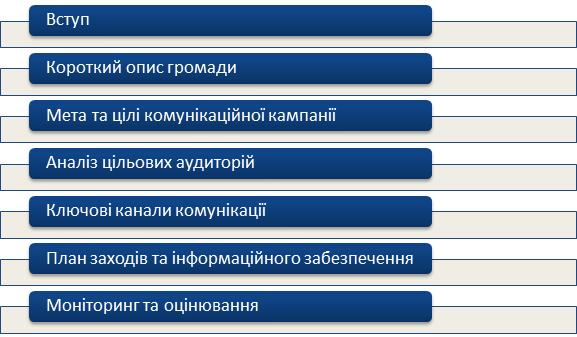 Вступ
Короткий опис громади
Мета та цілі комунікаційної кампанії
Аналіз цільових аудиторій
Ключові канали комунікації
План заходів та інформаційного забезпечення
Моніторинг та оцінювання